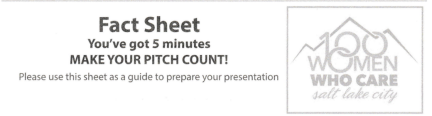 Fact Sheet
You've got 5 minutes
MAKE YOUR PITCH COUNT!
Please use this sheet as a guide to prepare your presentation
100
WOMEN
WHO CARE
salt lake city